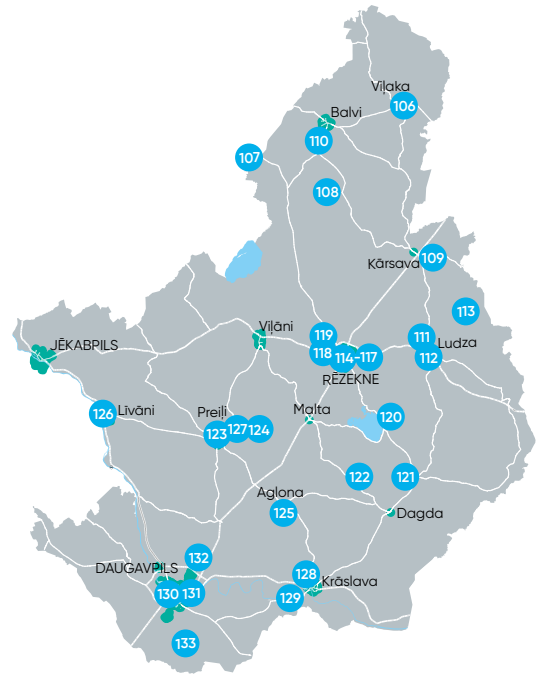 Viļaka
106
Balvi
110
107
108
Kārsava
109
113
119
111
Viļāni
Ludza
118
114-117
112
JĒKABPILS
RĒZEKNE
126
Līvāni
Preiļi
Malta
120
123
127
124
122
121
Aglona
125
Dagda
132
DAUGAVPILS
128
Krāslava
130
131
129
133